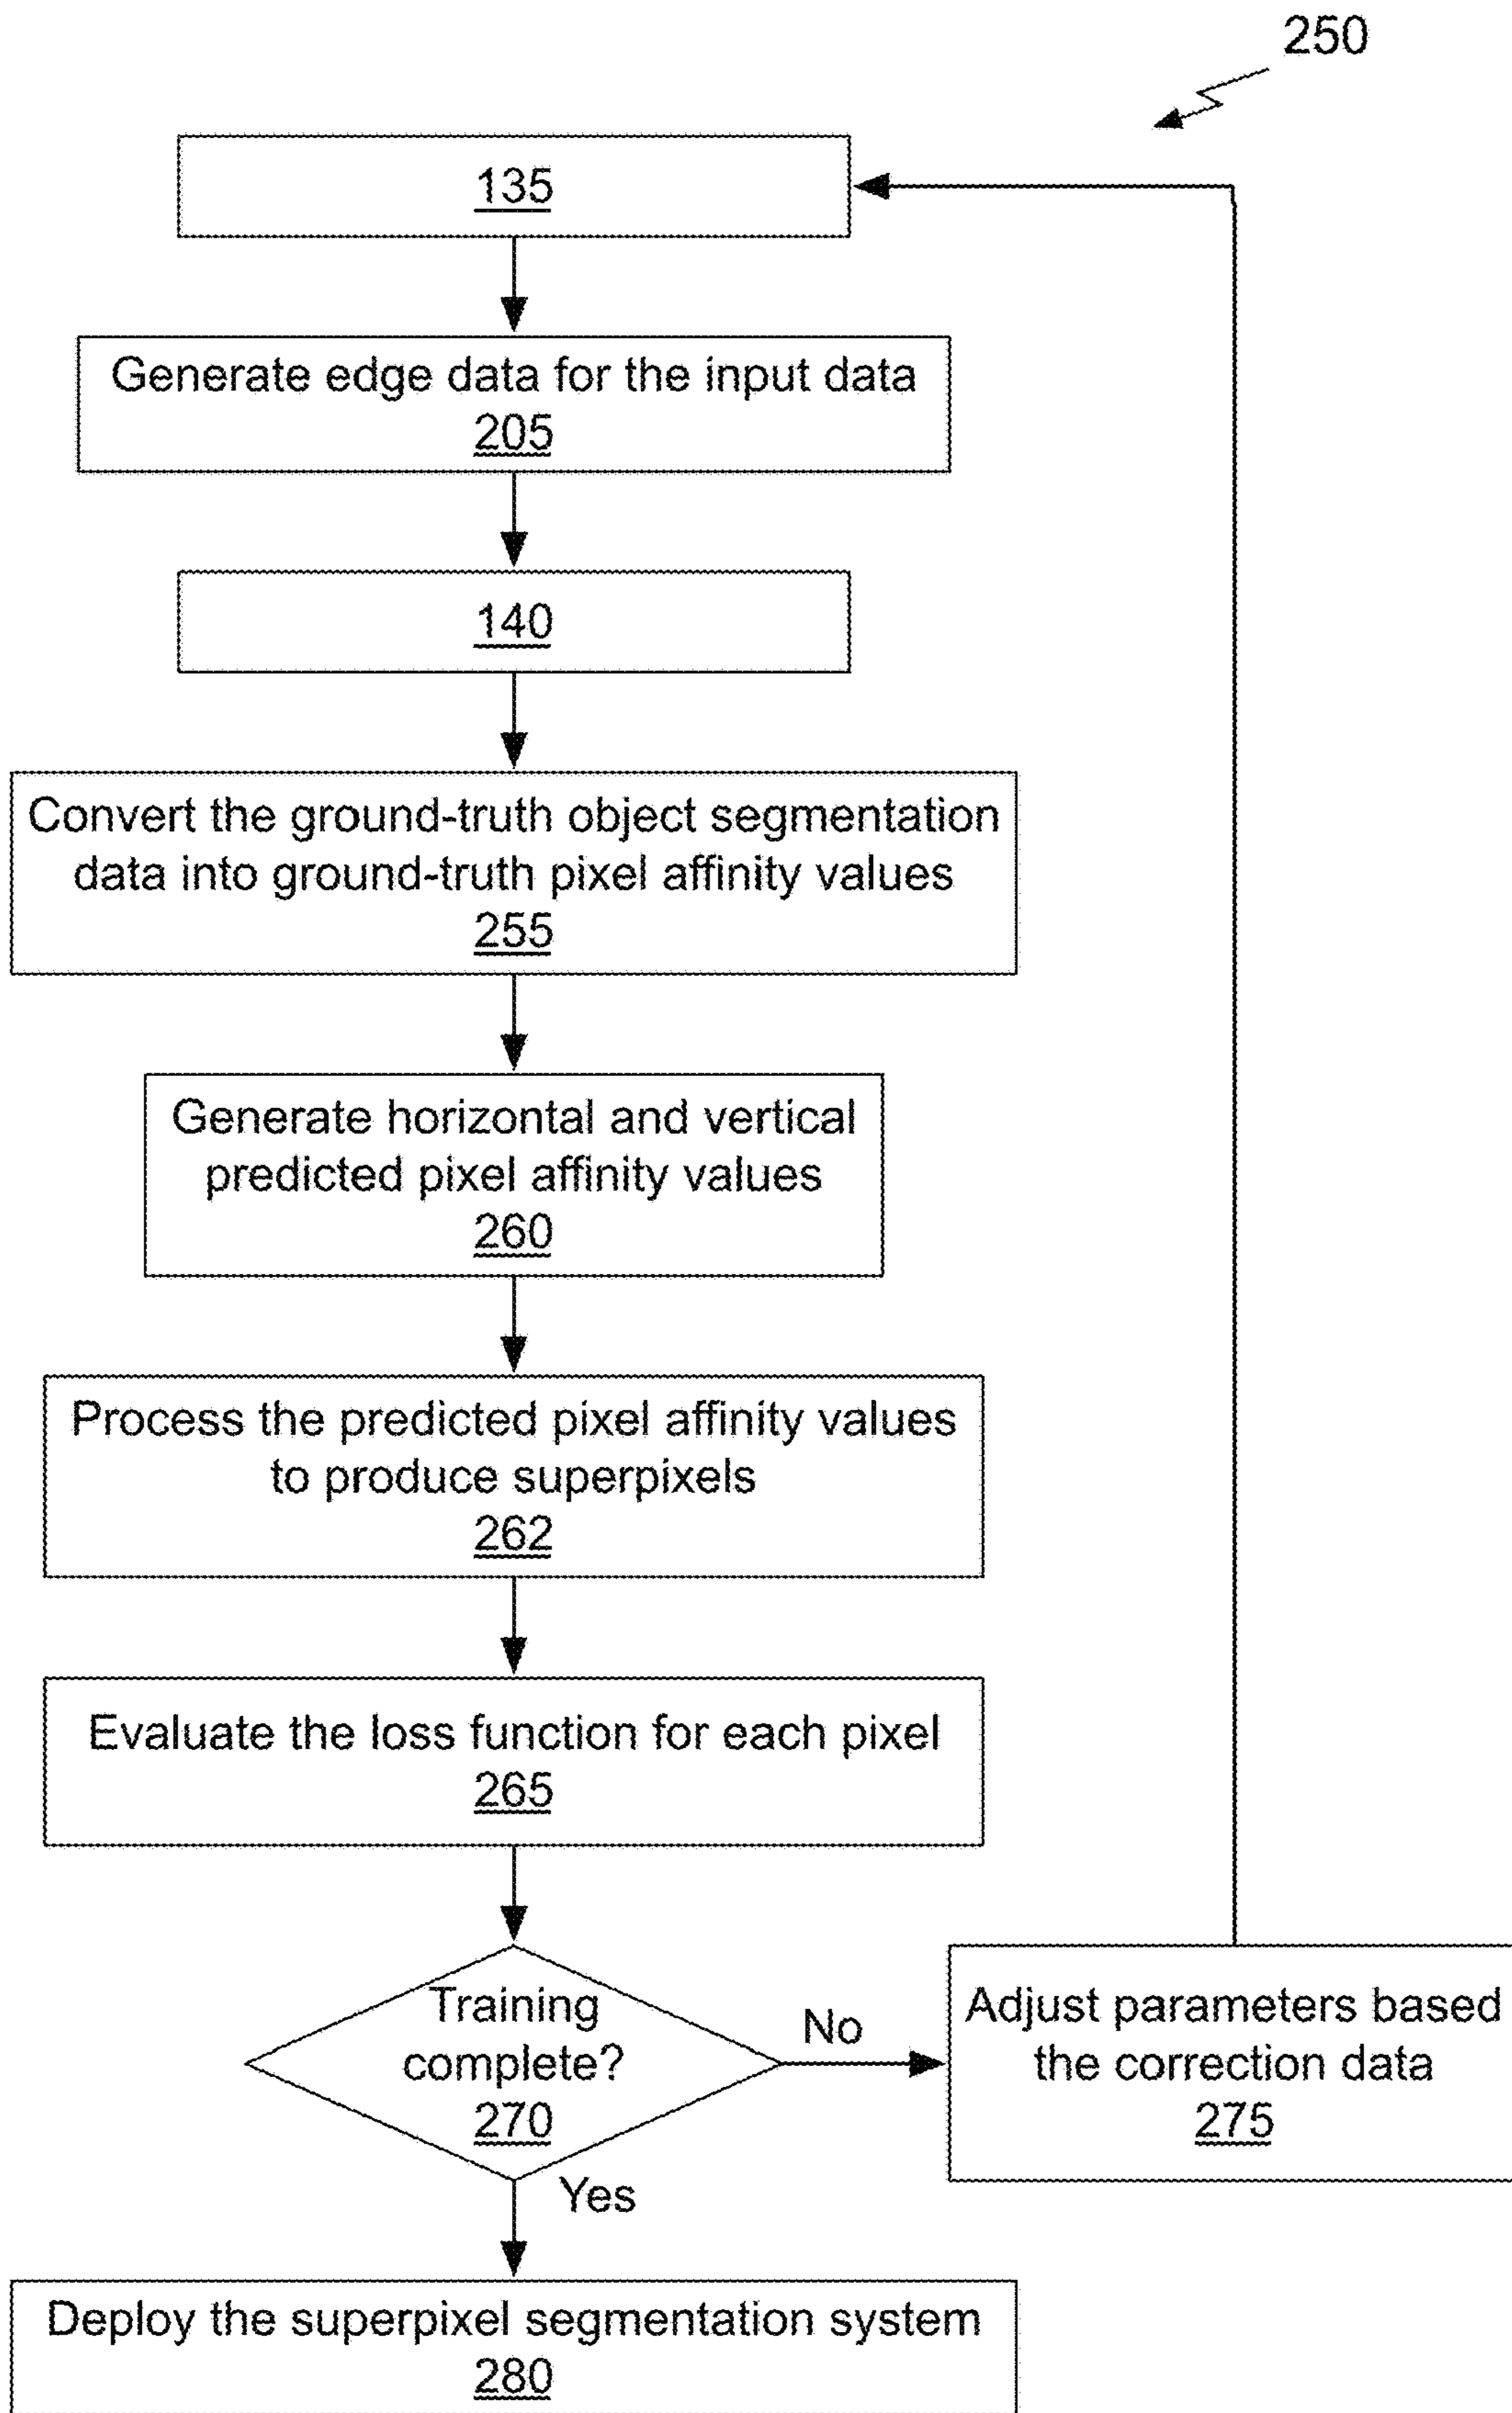 250
135
Generate edge data for the input data
205
140
Convert the ground-truth object segmentation
data into ground-truth pixel affinity values
255
Generate horizontal and vertical
predicted pixel affinity values
260
Process the predicted pixel affinity values
to produce superpixels
262
Evaluate the loss function for each pixel
265
Training
complete?
270
No
Adjust parameters based
the correction data
275
Yes
Deploy the superpixel segmentation system
280